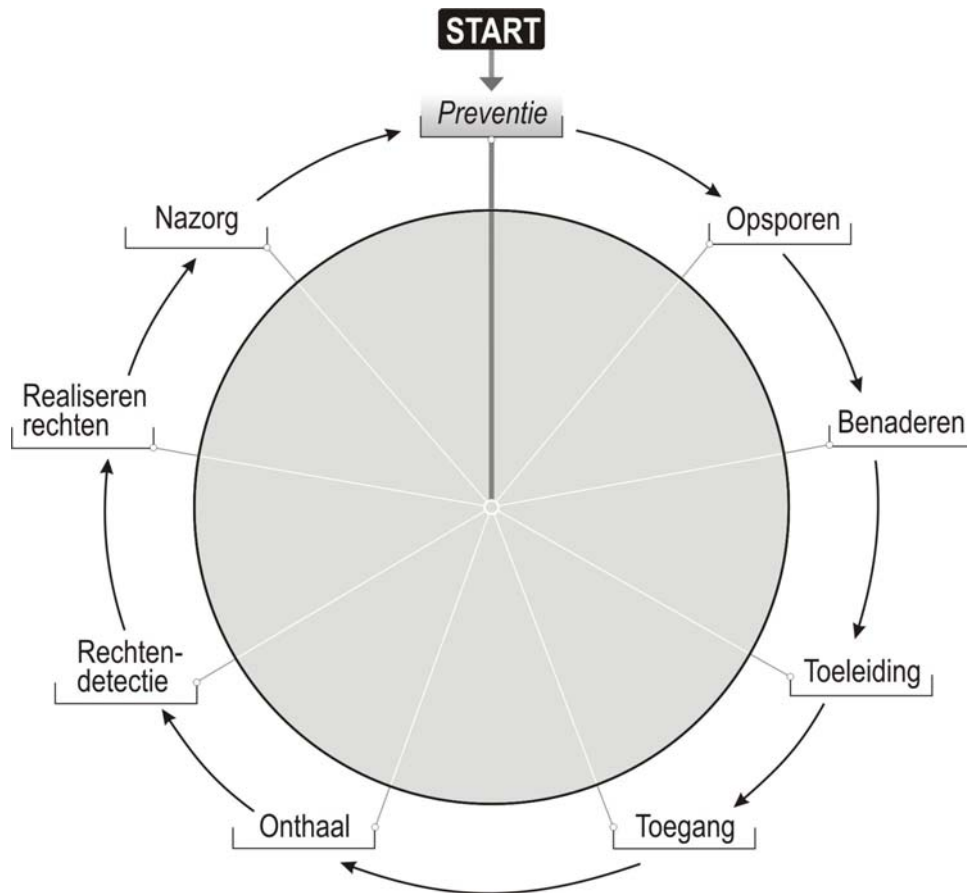 START
Preventie
Opsporen
Benaderen
Toeleiding
Toegang
Onthaal
Rechten-
detectie
Realiseren
rechten
Nazorg